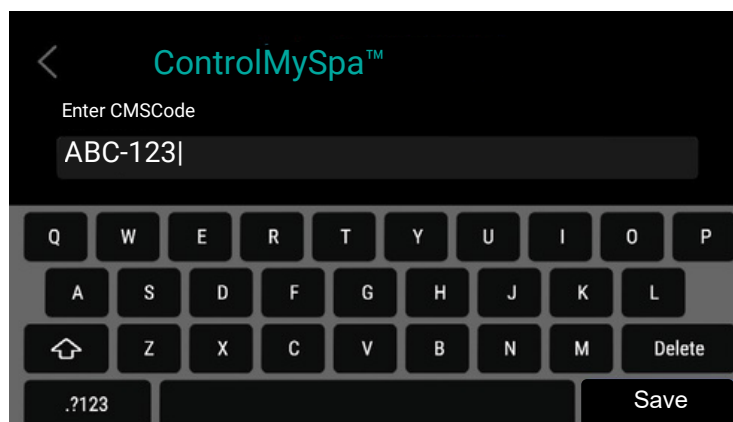 ControlMySpa™
Enter CMSCode
ABC-123
Q W E R T Y U I O P
A S D F G H J K L
Z X C V B N M Delete
.?123 Save